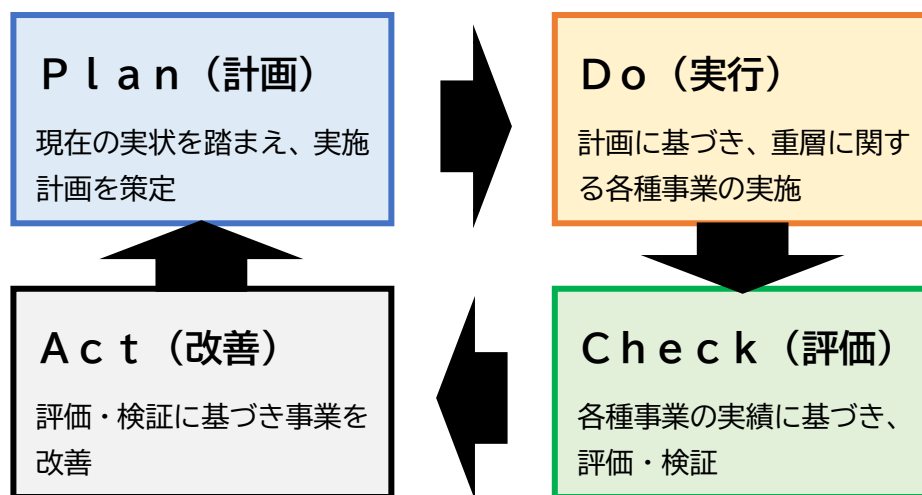 Ｐｌａｎ（計画）
現在の実状を踏まえ、実施
計画を策定
Ｄｏ（実行）
計画に基づき、重層に関す
る各種事業の実施
Ａｃｔ（改善）
評価・検証に基づき事業を
改善
Ｃｈｅｃｋ（評価）
各種事業の実績に基づき、
評価・検証